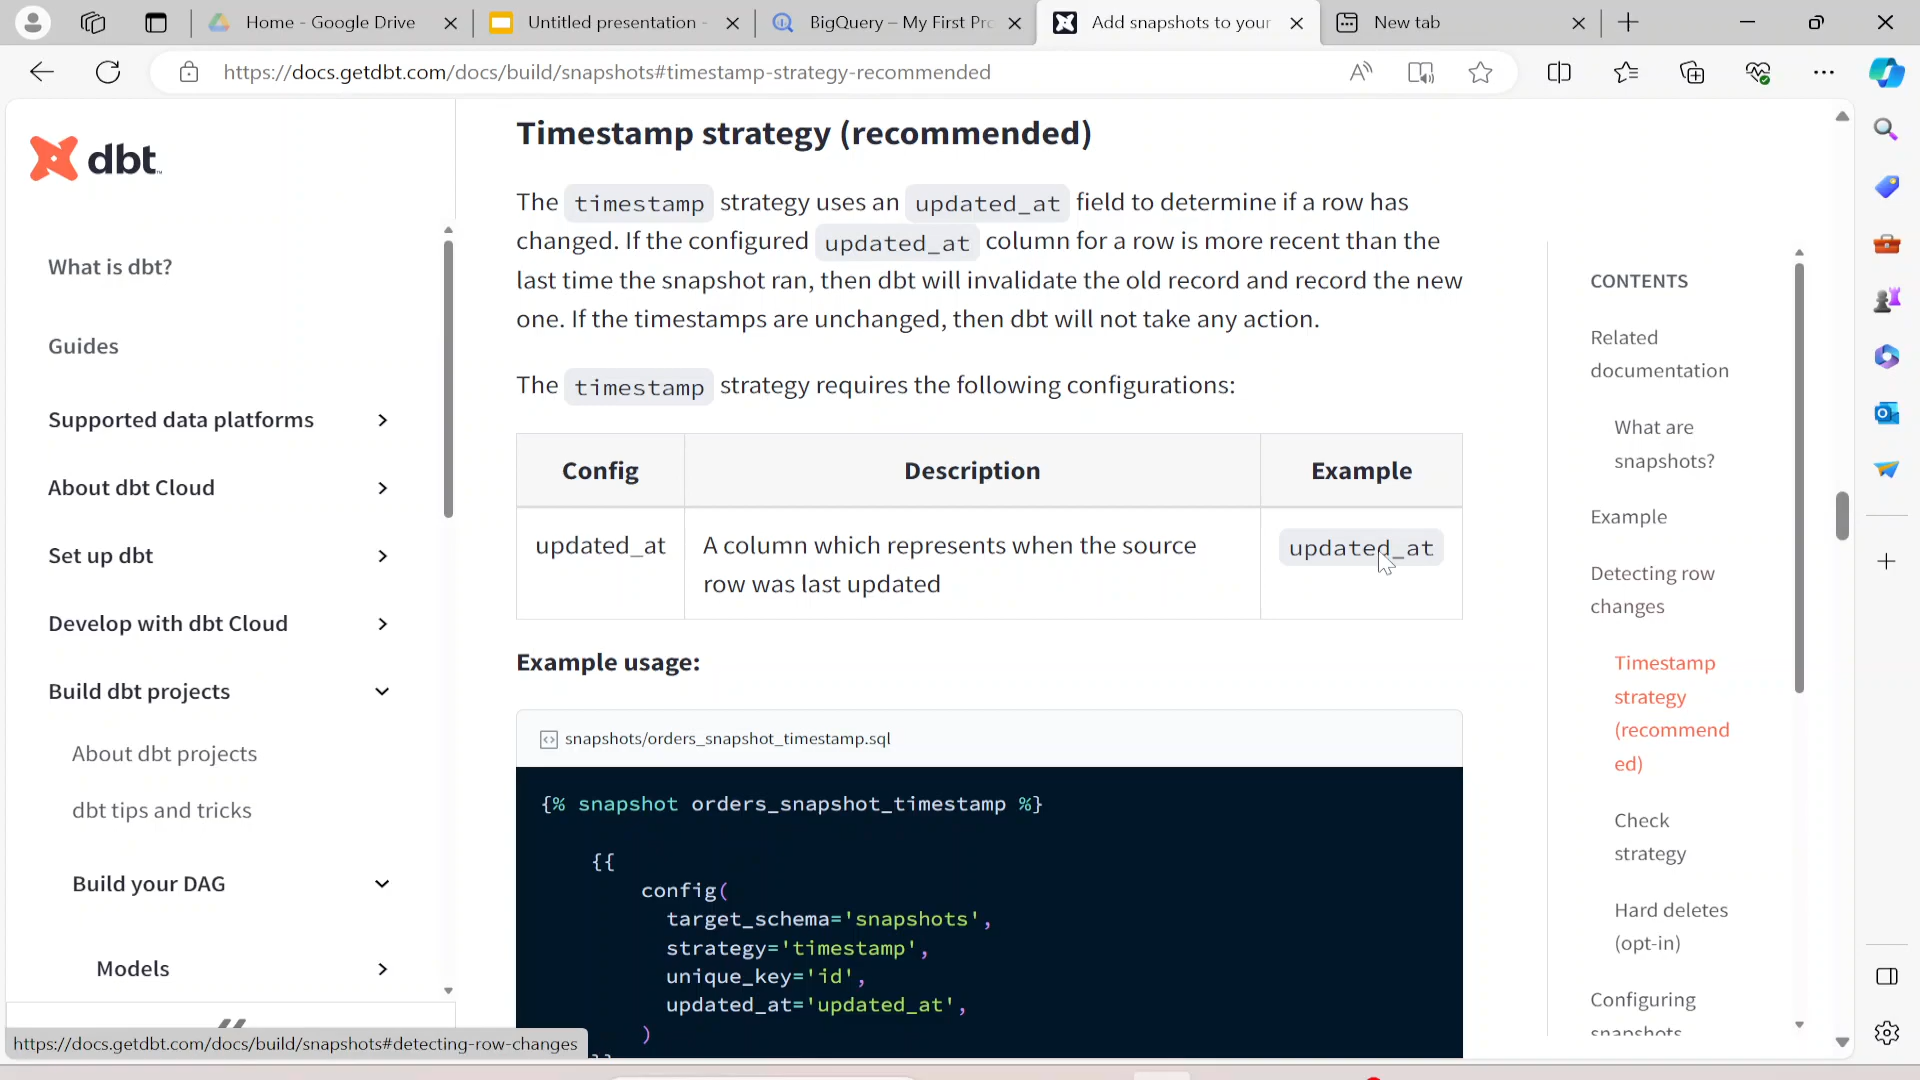 Home - Google Drive
Untitled presentation -
BigQuery – My First Pro
Add snapshots to your
New tab
https://docs.getdbt.com/docs/build/snapshots#timestamp-strategy-recommended
dbt
What is dbt?
Guides
Supported data platforms
About dbt Cloud
Set up dbt
Develop with dbt Cloud
Build dbt projects
About dbt projects
dbt tips and tricks
Build your DAG
Models
https://docs.getdbt.com/docs/build/snapshots#detecting-row-changes
Timestamp strategy (recommended)
The timestamp strategy uses an updated_at field to determine if a row has
changed. If the configured updated_at column for a row is more recent than the
last time the snapshot ran, then dbt will invalidate the old record and record the new
one. If the timestamps are unchanged, then dbt will not take any action.
The timestamp strategy requires the following configurations:
Config Description Example
updated_at A column which represents when the source updated_at
row was last updated
Example usage:
snapshots/orders_snapshot_timestamp.sql
{% snapshot orders_snapshot_timestamp %}
{{
config(
target_schema='snapshots',
strategy='timestamp',
unique_key='id',
updated_at='updated_at',
)
CONTENTS
Related
documentation
What are
snapshots?
Example
Detecting row
changes
Timestamp
strategy
(recommend
ed)
Check
strategy
Hard deletes
(opt-in)
Configuring
snapshots